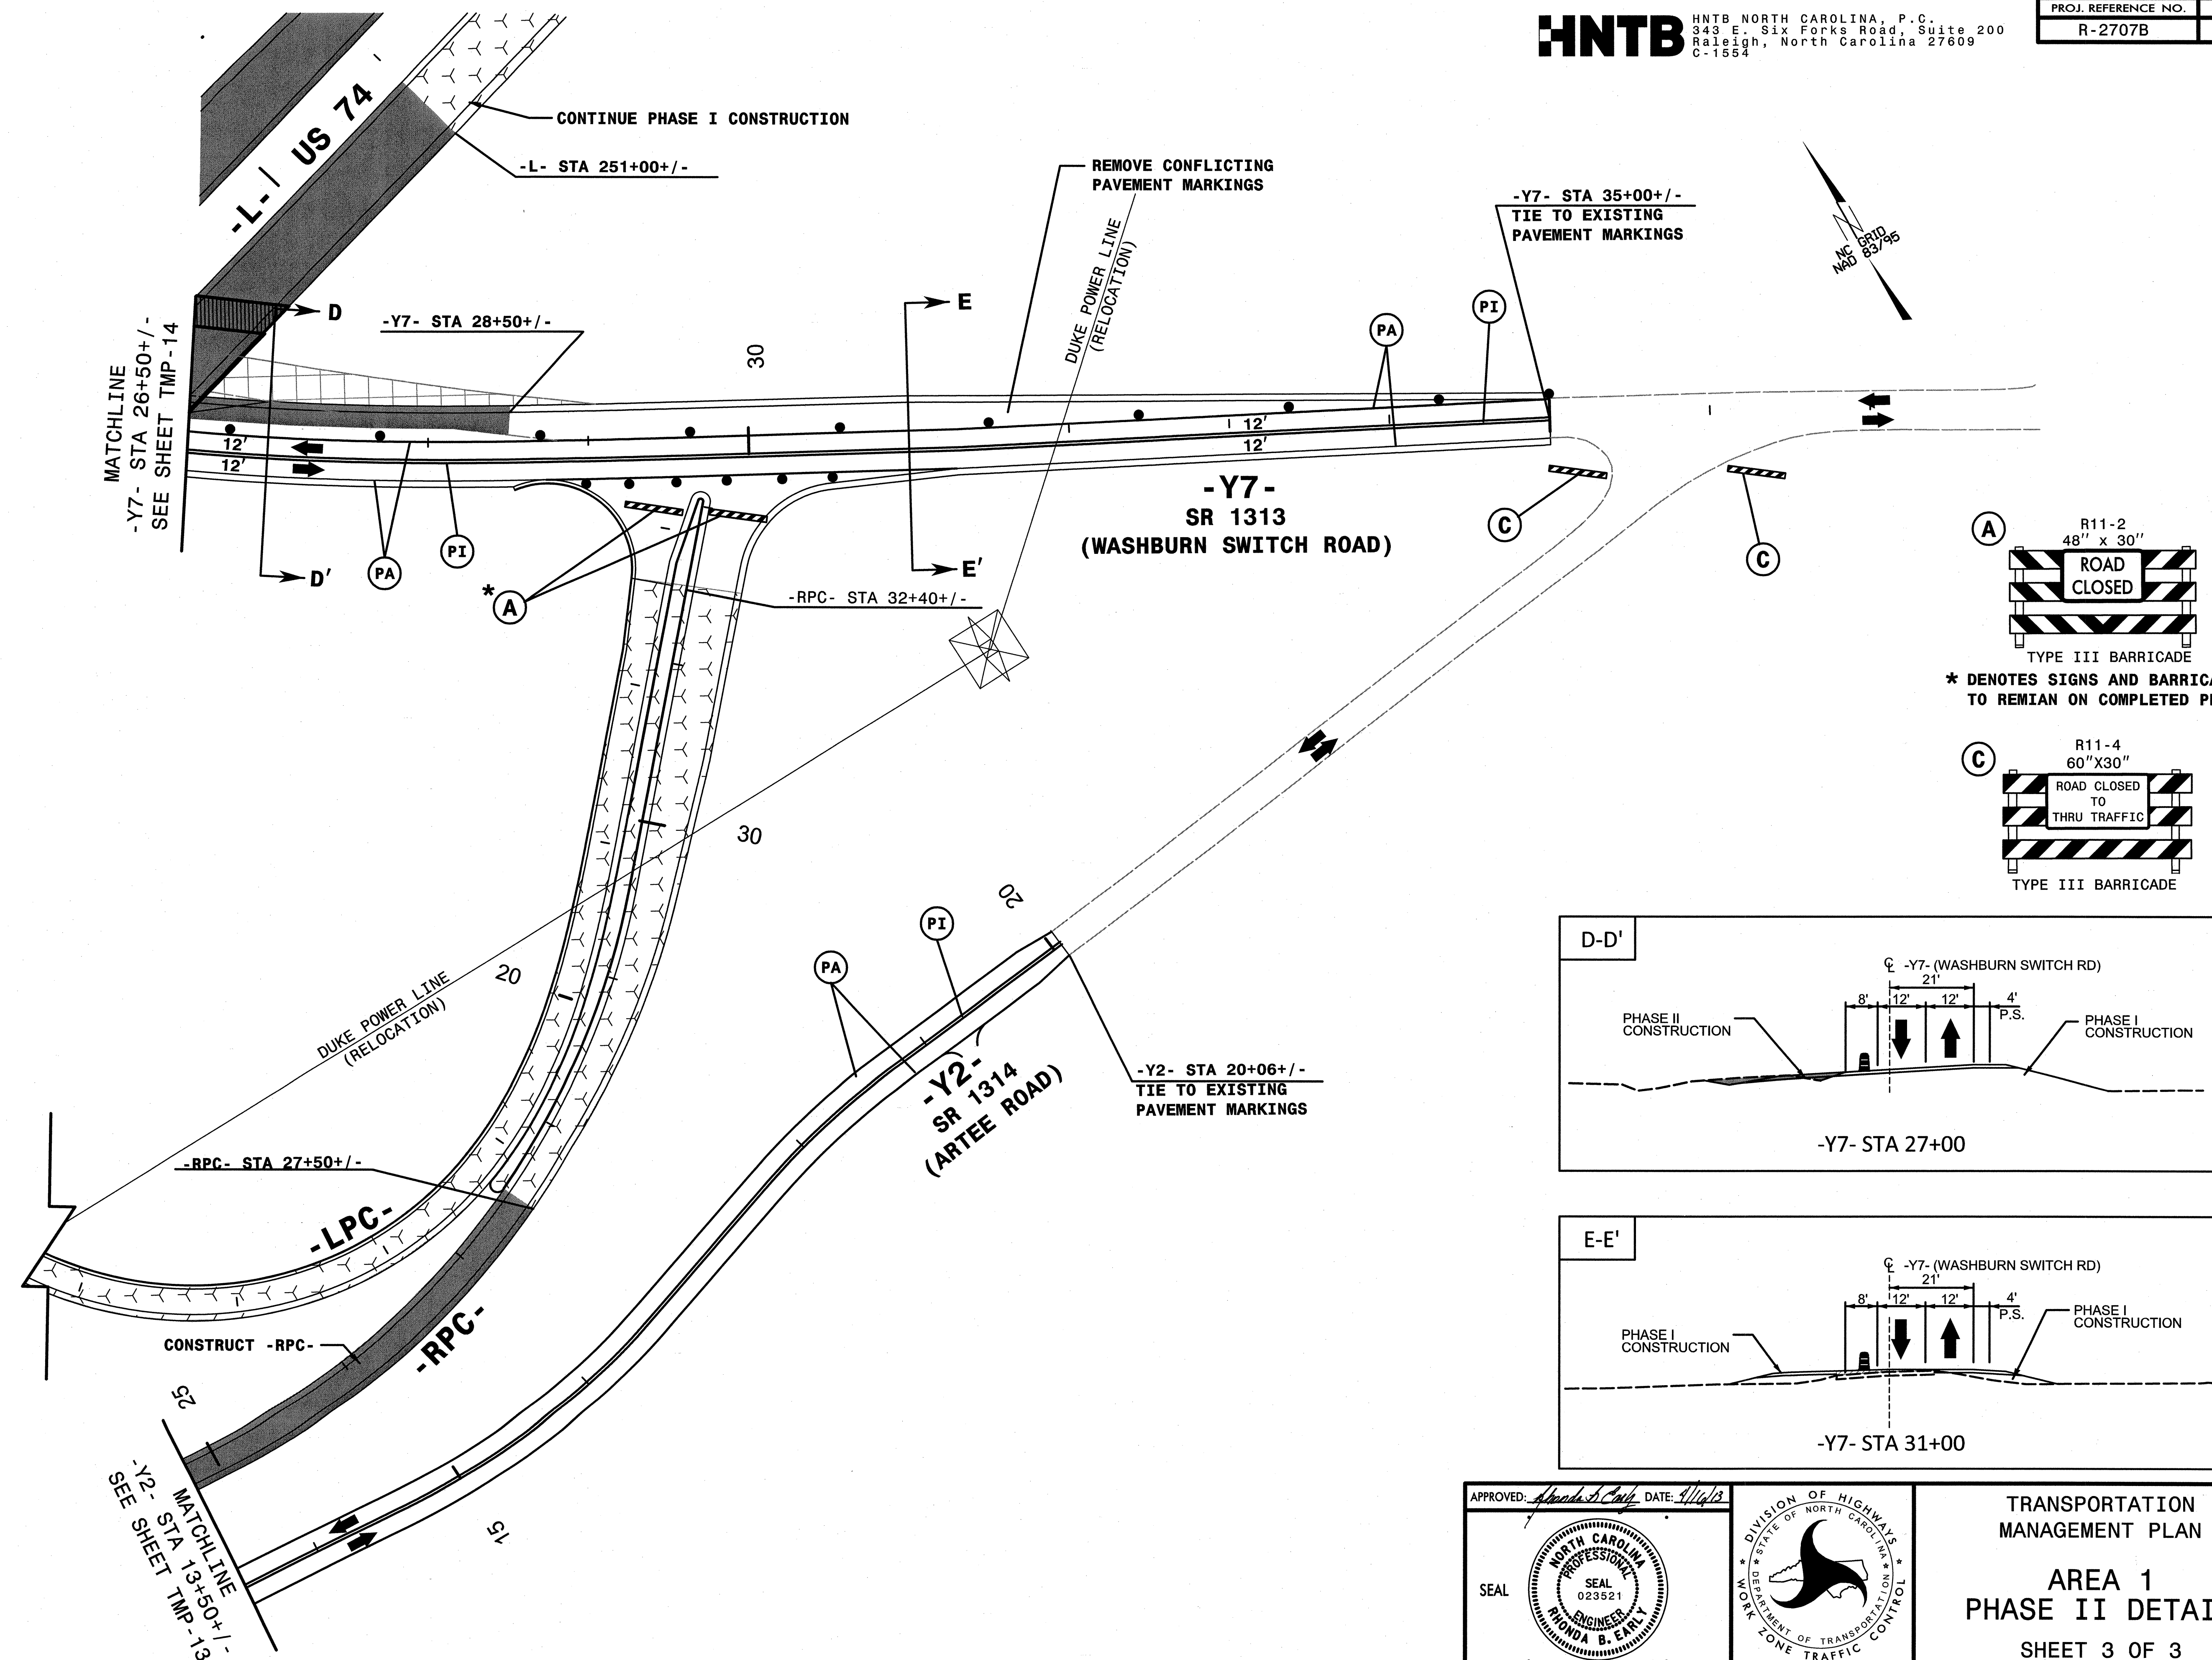 HNTB
HNTB NORTH CAROLINA, P.C.
343 E. Six Forks Road, Suite 200
Raleigh, North Carolina 27609
C-1554
PROJ. REFERENCE NO.
R-2707B
-L- US 74
CONTINUE PHASE I CONSTRUCTION
-L- STA 251+00+/-
REMOVE CONFLICTING
PAVEMENT MARKINGS
DUKE POWER LINE
(RELOCATION)
-Y7- STA 35+00+/-
TIE TO EXISTING
PAVEMENT MARKINGS
NC GRID
NAD 83/95
MATCHLINE
-Y7- STA 26+50+/-
SEE SHEET TMP-14
D
-Y7- STA 28+50+/-
30
E
PA
PI
12'
12'
12'
12'
D'
PA
PI
* A
E'
-RPC- STA 32+40+/-
-Y7-
SR 1313
(WASHBURN SWITCH ROAD)
C
C
A
R11-2
48" x 30"
ROAD
CLOSED
TYPE III BARRICADE
* DENOTES SIGNS AND
TO REMIAN ON COMPLETED
C
R11-4
60"X30"
ROAD CLOSED
TO
THRU TRAFFIC
TYPE III BARRICADE
30
20
DUKE POWER LINE
(RELOCATION)
20
PI
PA
-Y2-
SR 1314
(ARTEE ROAD)
-Y2- STA 20+06+/-
TIE TO EXISTING
PAVEMENT MARKINGS
-RPC- STA 27+50+/-
-LPC-
CONSTRUCT -RPC-
-RPC-
25
15
MATCHLINE
-Y2- STA 13+50+/-
SEE SHEET TMP-13
D-D'
℄ -Y7- (WASHBURN SWITCH RD)
21'
8' 12' 12' 4'
P.S.
PHASE II
CONSTRUCTION
PHASE I
CONSTRUCTION
-Y7- STA 27+00
E-E'
℄ -Y7- (WASHBURN SWITCH RD)
21'
8' 12' 12' 4'
P.S.
PHASE I
CONSTRUCTION
PHASE I
CONSTRUCTION
-Y7- STA 31+00
APPROVED: DATE:
SEAL
NORTH CAROLINA
PROFESSIONAL
SEAL
023521
ENGINEER
RHONDA B. EARLY
DIVISION OF HIGHWAYS
STATE OF NORTH CAROLINA
DEPARTMENT OF TRANSPORTATION
WORK ZONE TRAFFIC CONTROL
TRANSPORTATION
MANAGEMENT PLAN
AREA 1
PHASE II
SHEET 3 OF 3